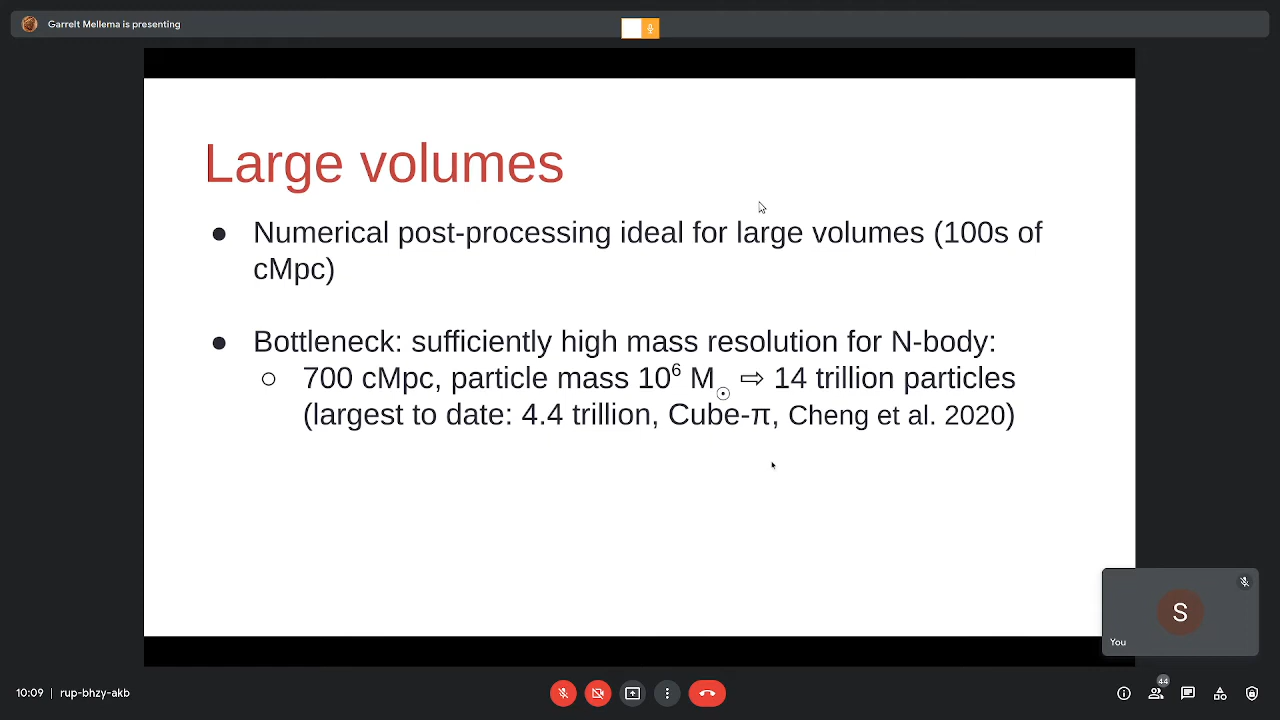 Garrelt Mellema is presenting
Large volumes
● Numerical post-processing ideal for large volumes (100s of
cMpc)
● Bottleneck: sufficiently high mass resolution for N-body:
○ 700 cMpc, particle mass 10⁶ M☉ ⇨ 14 trillion particles
(largest to date: 4.4 trillion, Cube-π, Cheng et al. 2020)
S
You
10:09 | rup-bhzy-akb
44